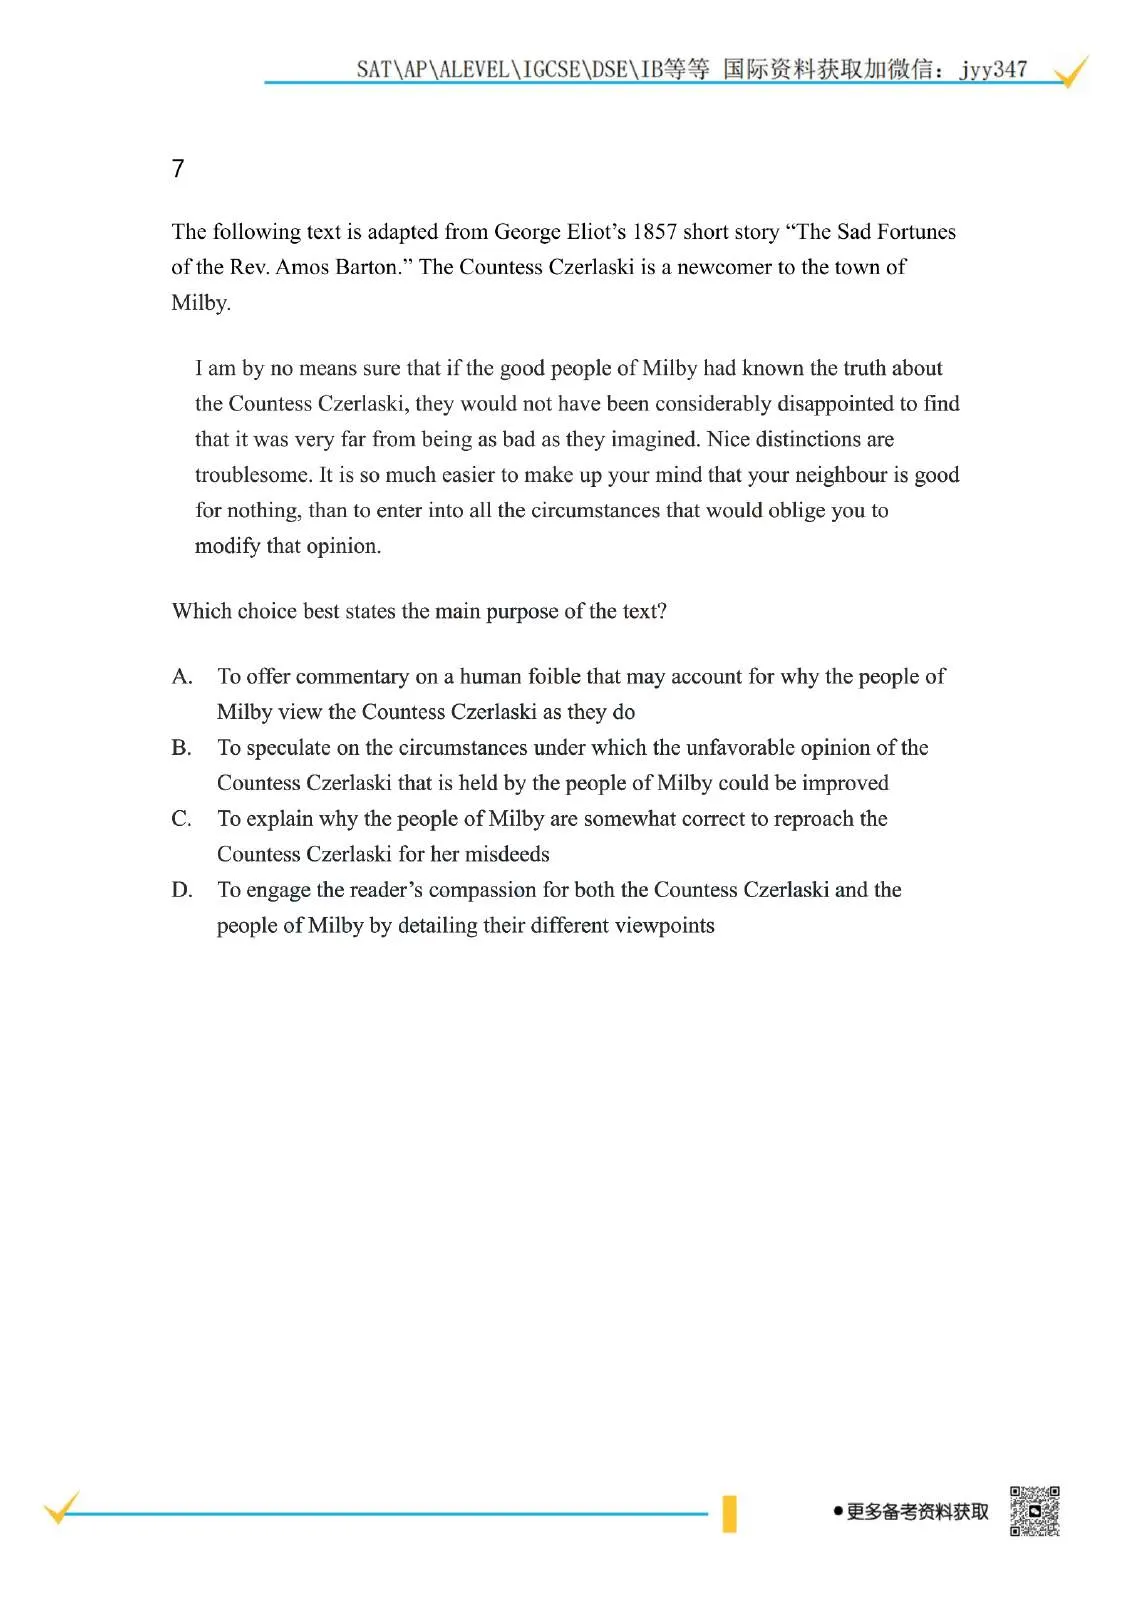 SAT\AP\ALEVEL\IGCSE\DSE\IB等等 国际资料获取加微信：jyy347
7
The following text is adapted from George Eliot’s 1857 short story “The Sad Fortunes
of the Rev. Amos Barton.” The Countess Czerlaski is a newcomer to the town of
Milby.
I am by no means sure that if the good people of Milby had known the truth about
the Countess Czerlaski, they would not have been considerably disappointed to find
that it was very far from being as bad as they imagined. Nice distinctions are
troublesome. It is so much easier to make up your mind that your neighbour is good
for nothing, than to enter into all the circumstances that would oblige you to
modify that opinion.
Which choice best states the main purpose of the text?
A. To offer commentary on a human foible that may account for why the people of
Milby view the Countess Czerlaski as they do
B. To speculate on the circumstances under which the unfavorable opinion of the
Countess Czerlaski that is held by the people of Milby could be improved
C. To explain why the people of Milby are somewhat correct to reproach the
Countess Czerlaski for her misdeeds
D. To engage the reader’s compassion for both the Countess Czerlaski and the
people of Milby by detailing their different viewpoints
●更多备考资料获取